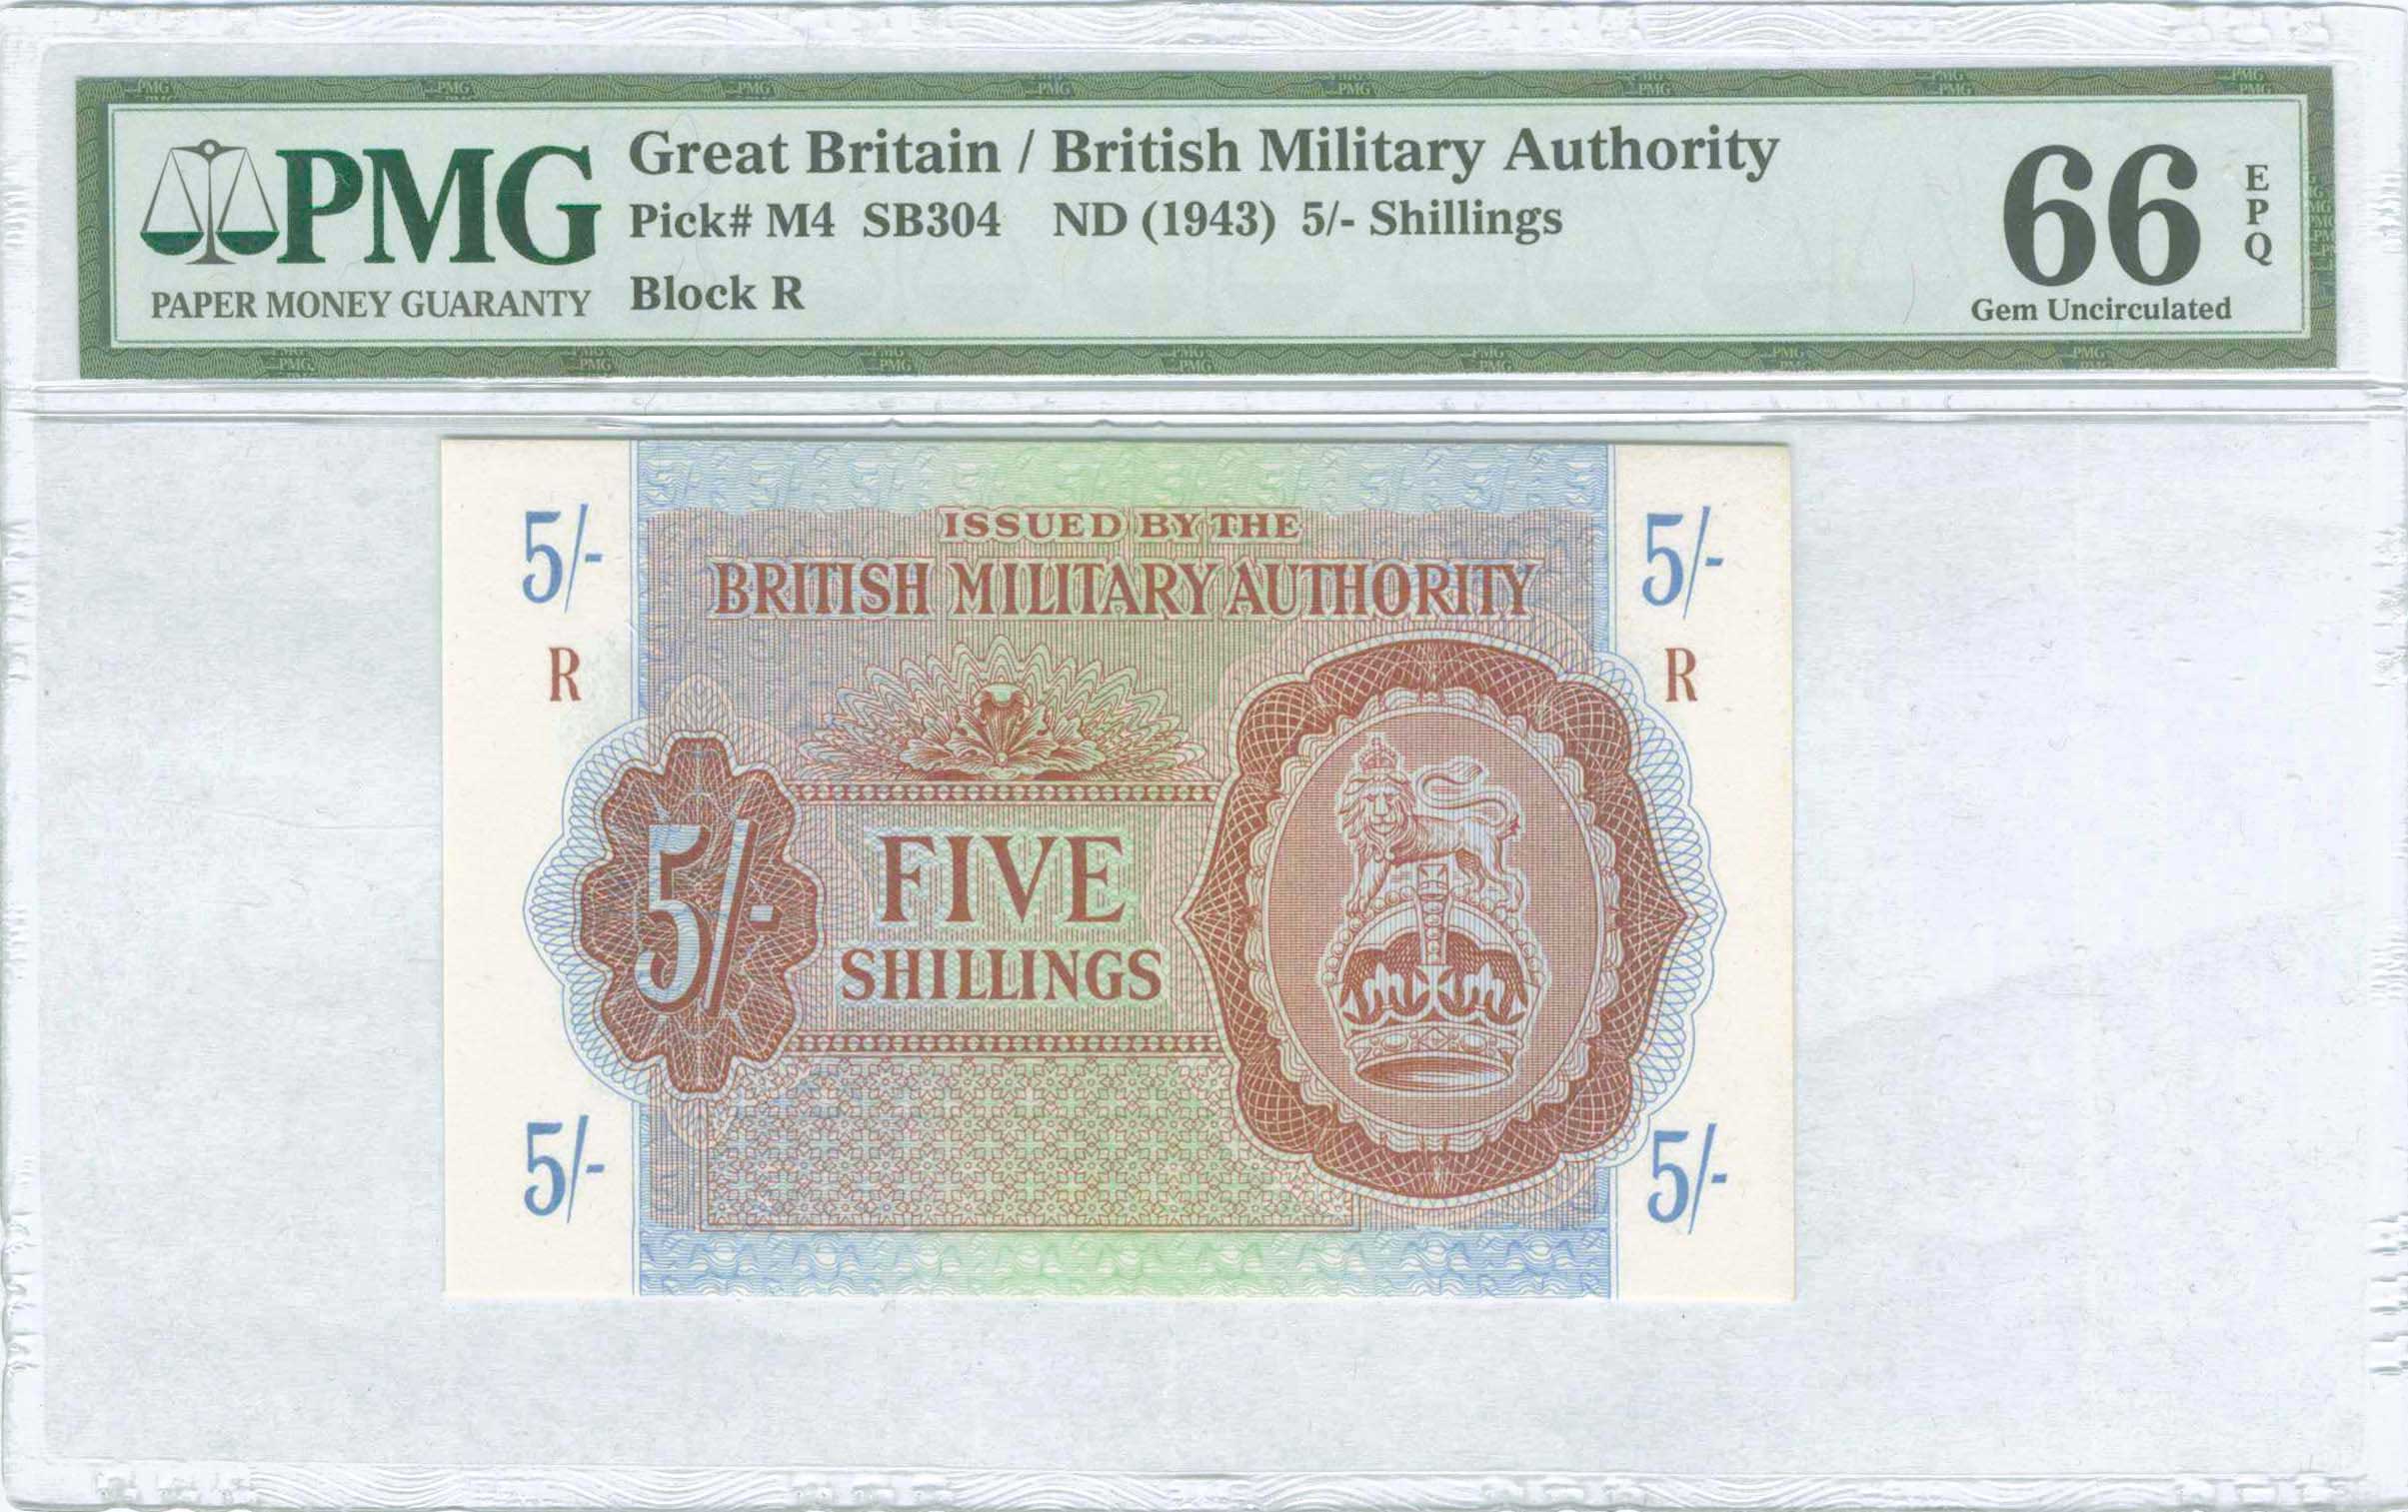 PMG
PAPER MONEY GUARANTY
Great Britain / British Military Authority
Pick# M4 SB304 ND (1943) 5/- Shillings
Block R
66
EPQ
Gem Uncirculated
5/-
5/-
ISSUED BY THE
BRITISH MILITARY AUTHORITY
R
R
5/-
FIVE
SHILLINGS
5/-
5/-